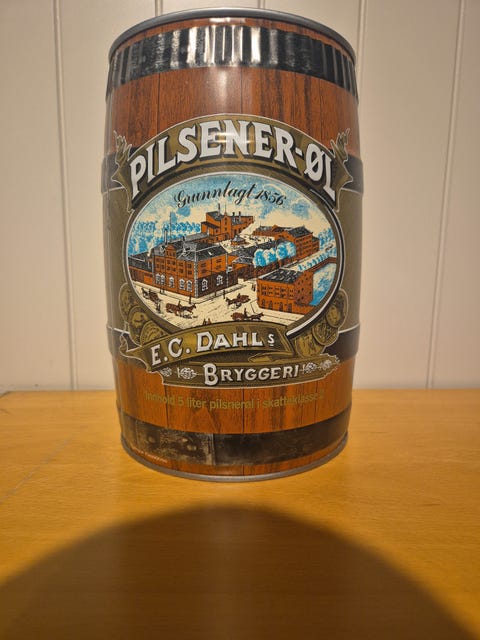 PILSENER-ØL
Grunnlagt 1856
E.C. DAHLS
BRYGGERI
Innhold 5 liter pilsnerøl i skatteklasse